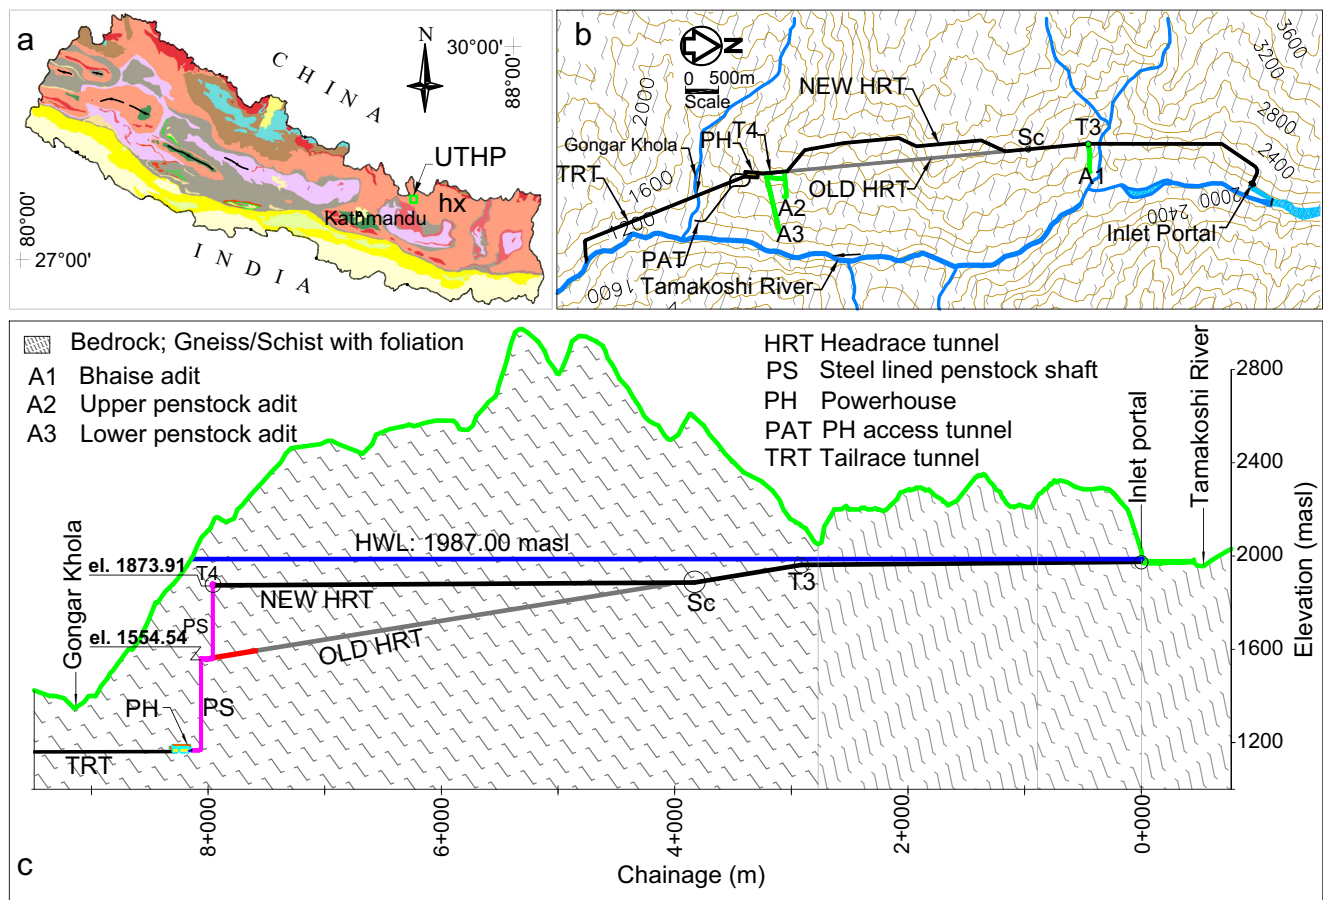 a
N
30°00'
88°00'
CHINA
UTHP
hx
Katmandu
80°00'
27°00'
INDIA
b
N
0 500m
Scale
2000
NEW HRT
3600
3200
2800
2400
Gongar Khola
T4
PH
Sc
T3
TRT
1600
OLD HRT
A1
2000
2400
A2
A3
Inlet Portal
PAT
Tamakoshi River
1600
Bedrock; Gneiss/Schist with foliation
A1 Bhaise adit
A2 Upper penstock adit
A3 Lower penstock adit
HRT Headrace tunnel
PS Steel lined penstock shaft
PH Powerhouse
PAT PH access tunnel
TRT Tailrace tunnel
Inlet portal
Tamakoshi River
2800
2400
2000
1600
1200
Elevation (masl)
HWL: 1987.00 masl
el. 1873.91
T4
NEW HRT
Sc
T3
Gongar Khola
PS
el. 1554.54
OLD HRT
PH
PS
TRT
8+000
6+000
4+000
2+000
0+000
c
Chainage (m)